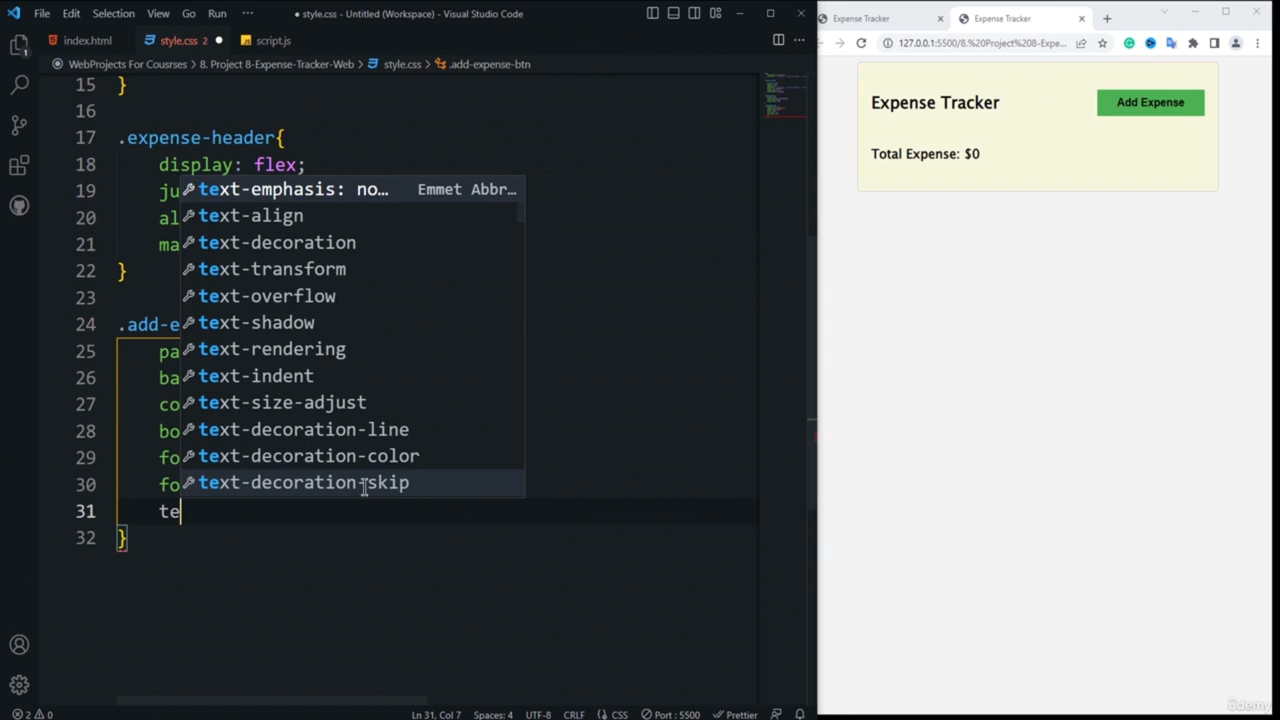 File Edit Selection View Go Run ··· ● style.css - Untitled (Workspace) - Visual Studio Code
index.html style.css 2 ● script.js
WebProjects For Coursres > 8. Project 8-Expense-Tracker-Web > style.css > .add-expense-btn
15 }
16
17 .expense-header{
18 display: flex;
19 ju
20 al
21 ma
22 }
23
24 .add-e
25 pa
26 ba
27 co
28 bo
29 fo
30 fo
31 te
32 }
text-emphasis: no… Emmet Abbr…
text-align
text-decoration
text-transform
text-overflow
text-shadow
text-rendering
text-indent
text-size-adjust
text-decoration-line
text-decoration-color
text-decoration-skip
2 0
Ln 31, Col 7 Spaces: 4 UTF-8 CRLF CSS Port : 5500 Prettier
Expense Tracker Expense Tracker
127.0.0.1:5500/8.%20Project%208-Expe...
Expense Tracker Add Expense
Total Expense: $0
ûdemy